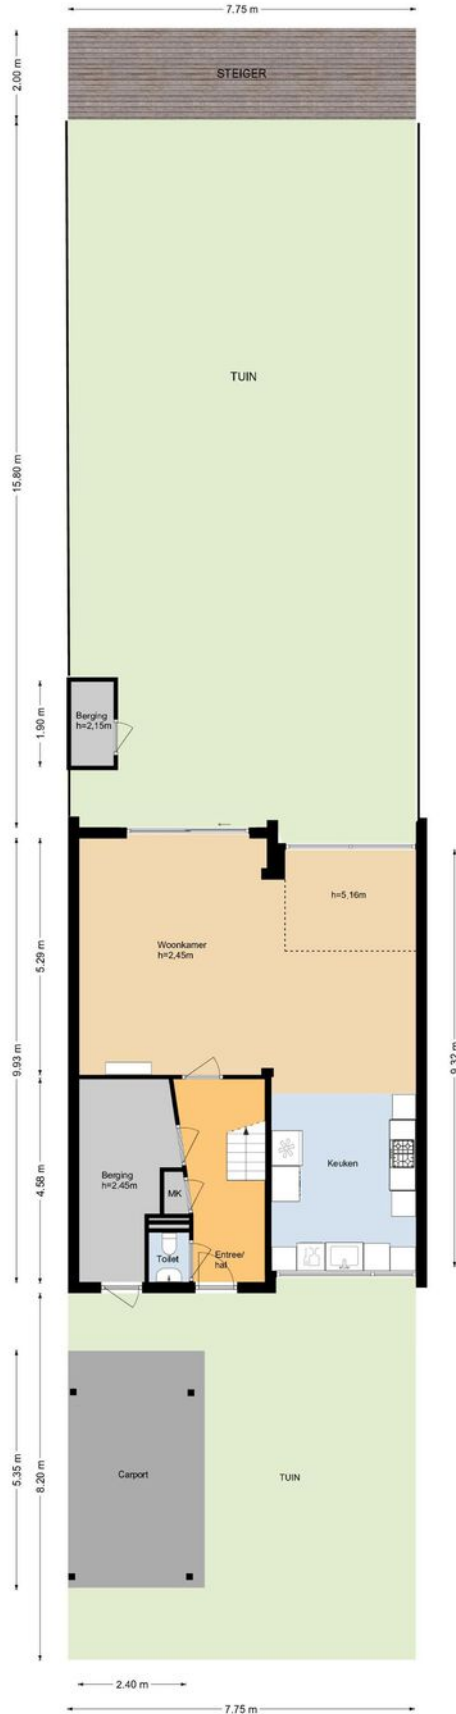 7.75 m
2.00 m
STEIGER
TUIN
15.80 m
1.90 m
Berging
h=2,15m
h=5,16m
Woonkamer
h=2,45m
5.29 m
9.93 m
9.32 m
4.58 m
Berging
h=2.45m
MK
Keuken
Toilet
Entree/
hal
5.35 m
8.20 m
Carport
TUIN
2.40 m
7.75 m